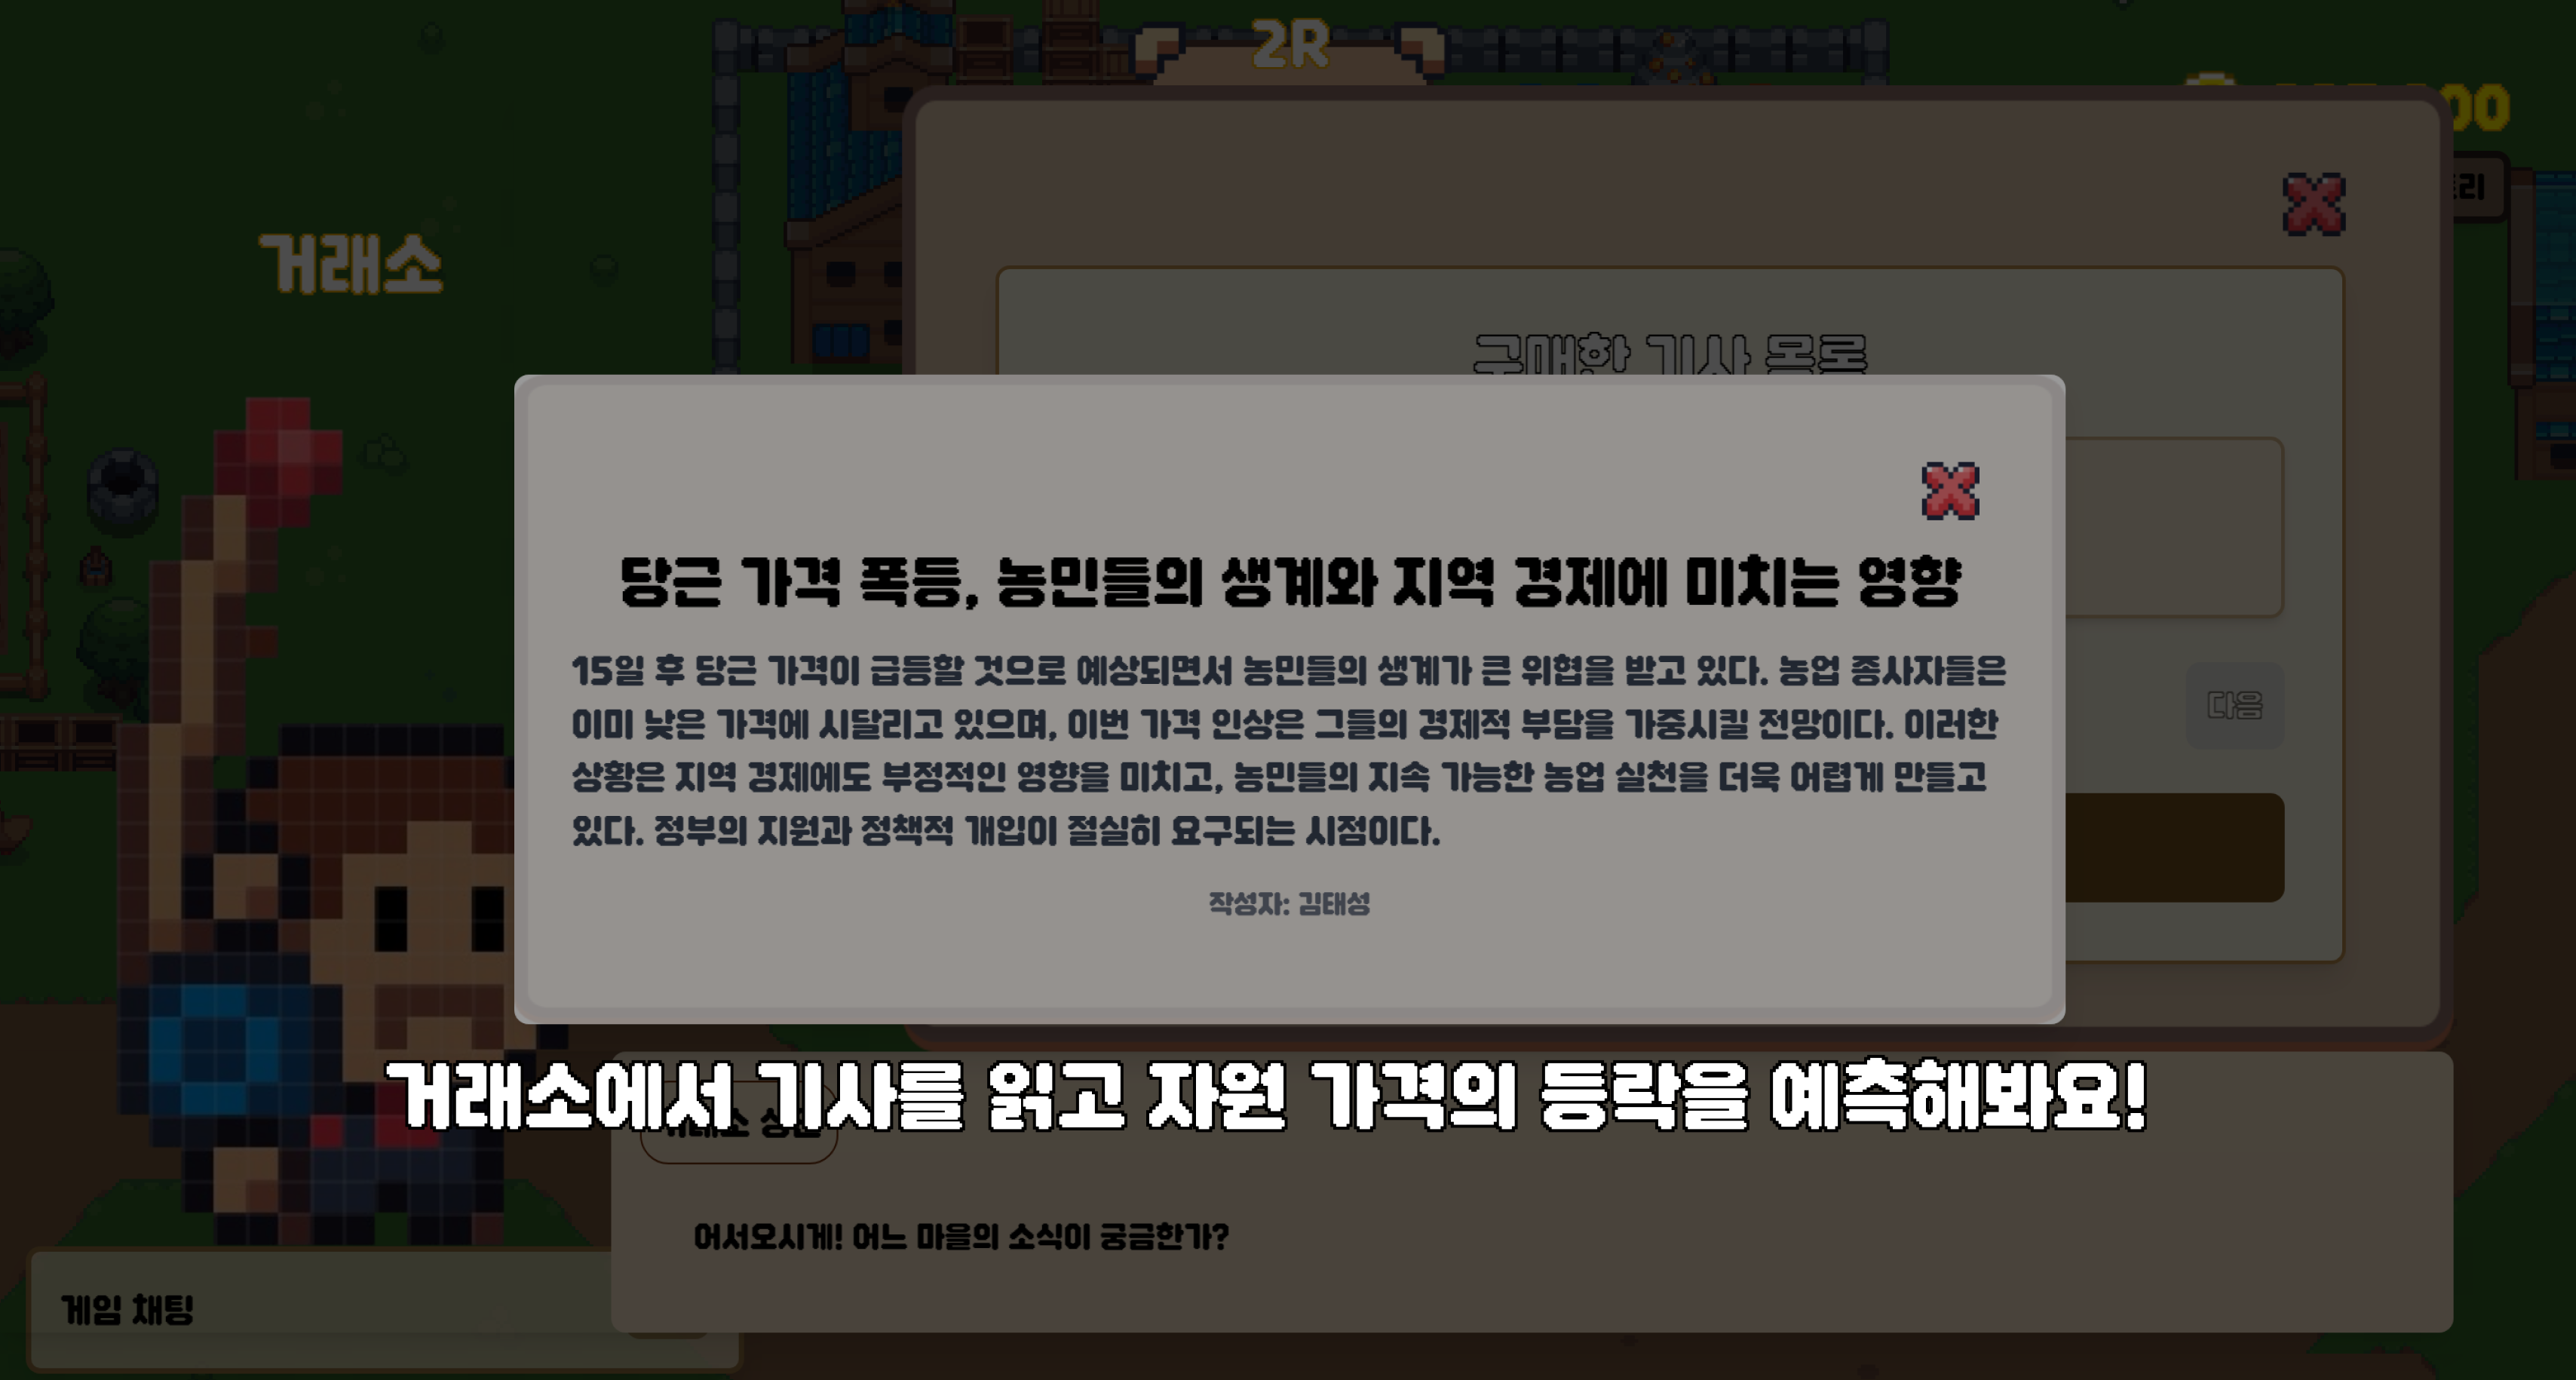 2R
00
리
거래소
구매한 기사 목록
당근 가격 폭등, 농민들의 생계와 지역 경제에 미치는 영향
15일 후 당근 가격이 급등할 것으로 예상되면서 농민들의 생계가 큰 위협을 받고 있다. 농업 종사자들은
이미 낮은 가격에 시달리고 있으며, 이번 가격 인상은 그들의 경제적 부담을 가중시킬 전망이다. 이러한
상황은 지역 경제에도 부정적인 영향을 미치고, 농민들의 지속 가능한 농업 실천을 더욱 어렵게 만들고
있다. 정부의 지원과 정책적 개입이 절실히 요구되는 시점이다.
작성자: 김태성
다음
거래소에서 기사를 읽고 자원 가격의 등락을 예측해봐요!
어서오시게! 어느 마을의 소식이 궁금한가?
게임 채팅